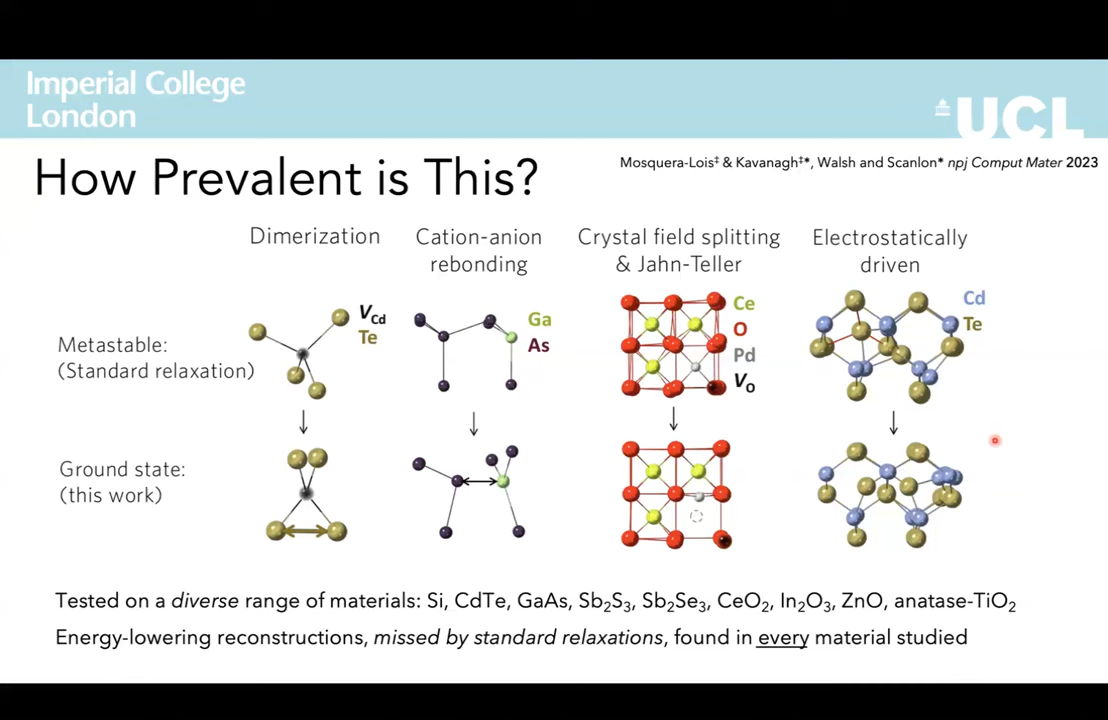 Imperial College
London
UCL
How Prevalent is This?
Mosquera-Lois‡ & Kavanagh‡*, Walsh and Scanlon* npj Comput Mater 2023
Dimerization
Cation-anion
rebonding
Crystal field splitting
& Jahn-Teller
Electrostatically
driven
Metastable:
(Standard relaxation)
V_Cd
Te
Ga
As
Ce
O
Pd
V_O
Cd
Te
Ground state:
(this work)
Tested on a diverse range of materials: Si, CdTe, GaAs, Sb₂S₃, Sb₂Se₃, CeO₂, In₂O₃, ZnO, anatase-TiO₂
Energy-lowering reconstructions, missed by standard relaxations, found in every material studied